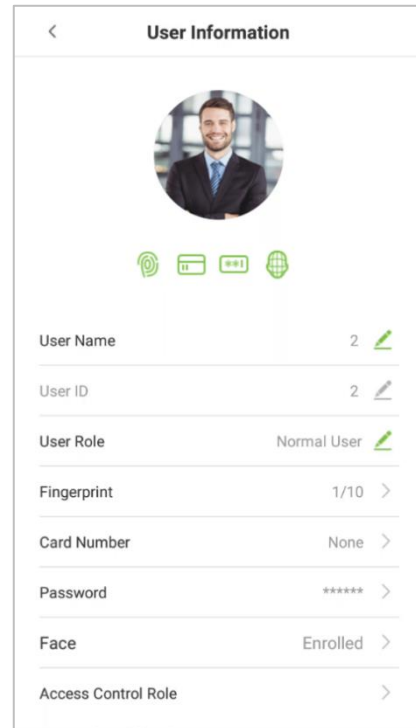 User Information
User Name 2
User ID 2
User Role Normal User
Fingerprint 1/10
Card Number None
Password ******
Face Enrolled
Access Control Role